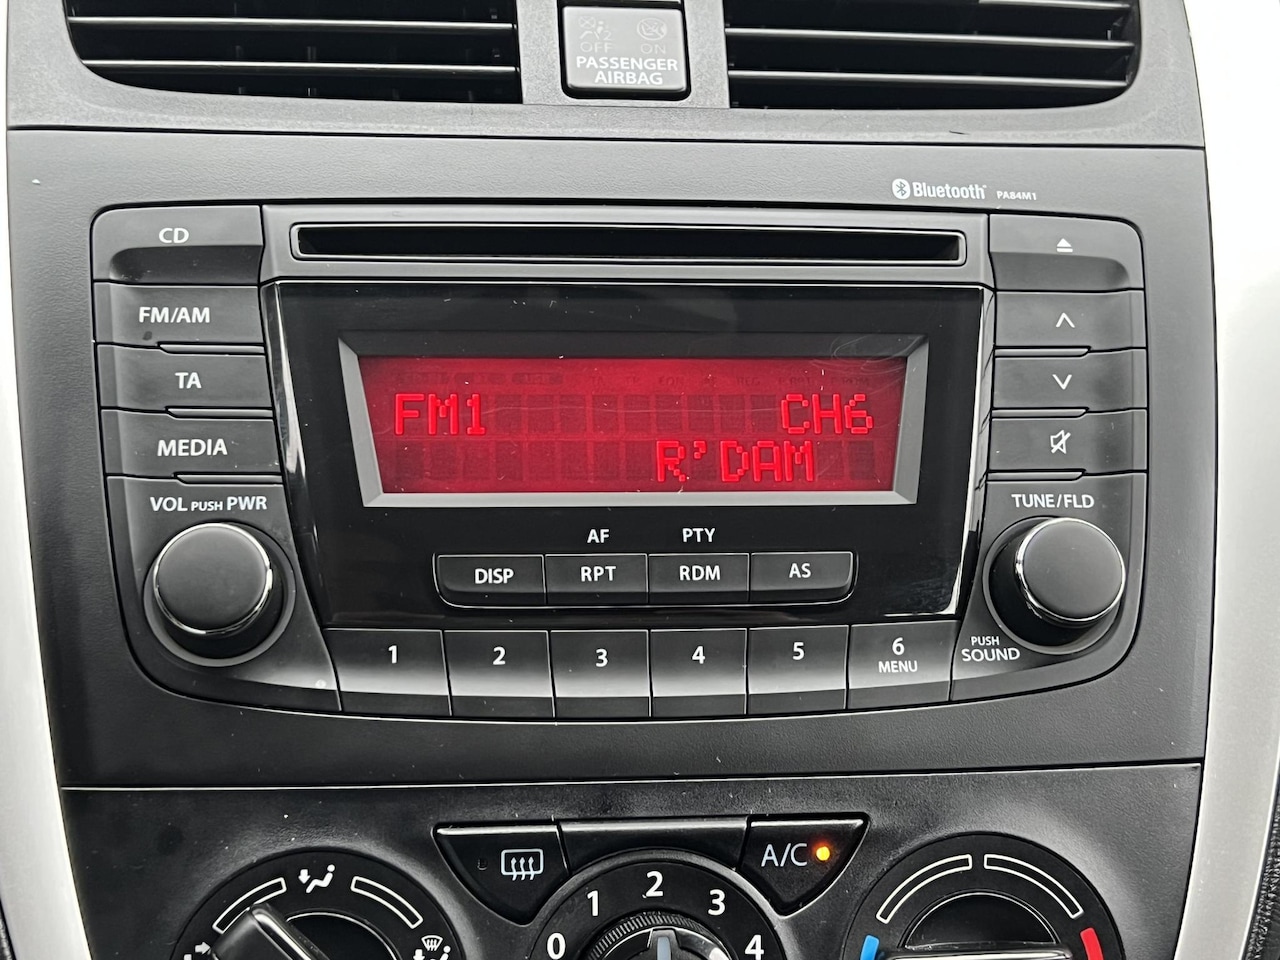 OFF ON
PASSENGER
AIRBAG
Bluetooth PA84M1
CD
FM/AM
TA
MEDIA
VOL PUSH PWR
FM1 CH6
R'DAM
TUNE/FLD
AF PTY
DISP RPT RDM AS
1 2 3 4 5 6
MENU
PUSH
SOUND
A/C
0 1 2 3 4